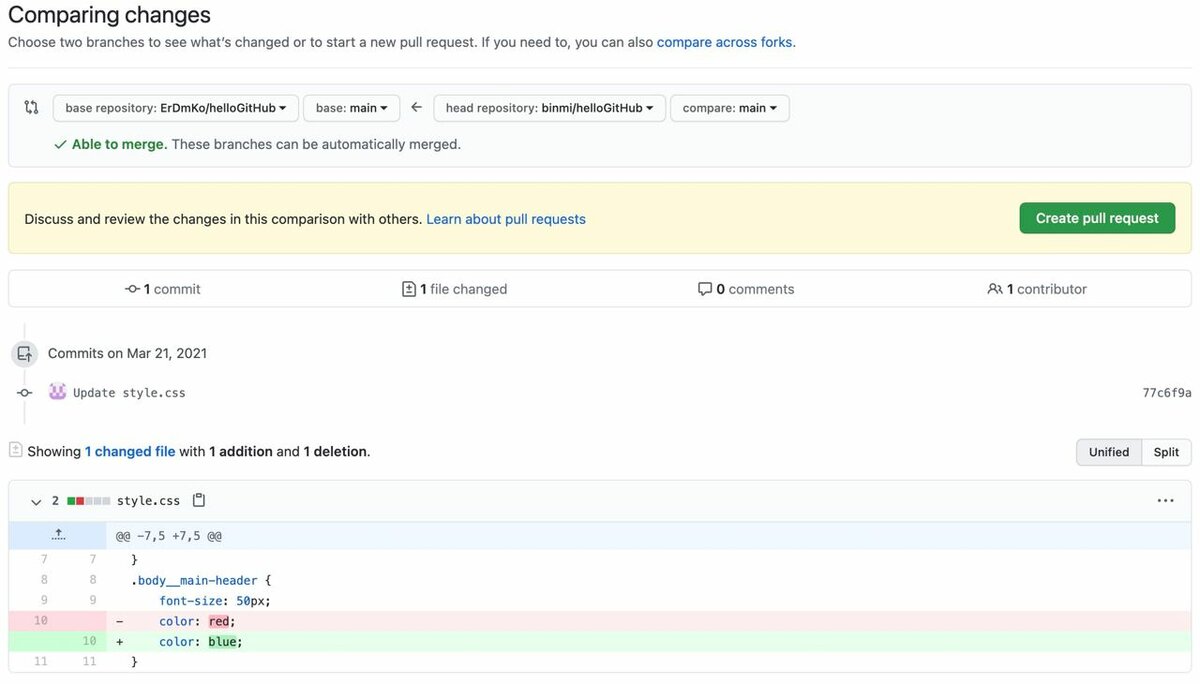 Comparing changes
Choose two branches to see what’s changed or to start a new pull request. If you need to, you can also compare across forks.
base repository: ErDmKo/helloGitHub base: main ← head repository: binmi/helloGitHub compare: main
✓ Able to merge. These branches can be automatically merged.
Discuss and review the changes in this comparison with others. Learn about pull requests Create pull request
1 commit 1 file changed 0 comments 1 contributor
Commits on Mar 21, 2021
Update style.css 77c6f9a
Showing 1 changed file with 1 addition and 1 deletion. Unified Split
2 style.css ...
@@ -7,5 +7,5 @@
7 7 }
8 8 .body__main-header {
9 9 font-size: 50px;
10 - color: red;
10 + color: blue;
11 11 }